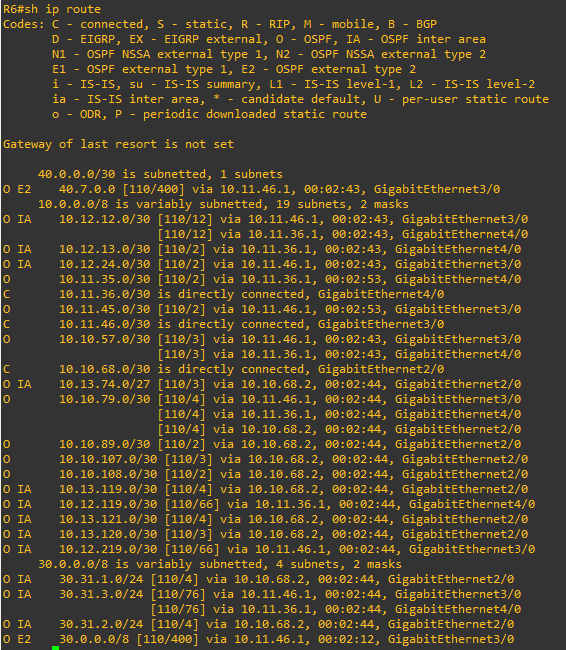 R6#sh ip route
Codes: C - connected, S - static, R - RIP, M - mobile, B - BGP
       D - EIGRP, EX - EIGRP external, O - OSPF, IA - OSPF inter area
       N1 - OSPF NSSA external type 1, N2 - OSPF NSSA external type 2
       E1 - OSPF external type 1, E2 - OSPF external type 2
       i - IS-IS, su - IS-IS summary, L1 - IS-IS level-1, L2 - IS-IS level-2
       ia - IS-IS inter area, * - candidate default, U - per-user static route
       o - ODR, P - periodic downloaded static route
Gateway of last resort is not set
     40.0.0.0/30 is subnetted, 1 subnets
O E2    40.7.0.0 [110/400] via 10.11.46.1, 00:02:43, GigabitEthernet3/0
     10.0.0.0/8 is variably subnetted, 19 subnets, 2 masks
O IA    10.12.12.0/30 [110/12] via 10.11.46.1, 00:02:43, GigabitEthernet3/0
                      [110/12] via 10.11.36.1, 00:02:43, GigabitEthernet4/0
O IA    10.12.13.0/30 [110/2] via 10.11.36.1, 00:02:43, GigabitEthernet4/0
O IA    10.12.24.0/30 [110/2] via 10.11.46.1, 00:02:43, GigabitEthernet3/0
O       10.11.35.0/30 [110/2] via 10.11.36.1, 00:02:53, GigabitEthernet4/0
C       10.11.36.0/30 is directly connected, GigabitEthernet4/0
O       10.11.45.0/30 [110/2] via 10.11.46.1, 00:02:53, GigabitEthernet3/0
C       10.11.46.0/30 is directly connected, GigabitEthernet3/0
O       10.10.57.0/30 [110/3] via 10.11.46.1, 00:02:43, GigabitEthernet3/0
                      [110/3] via 10.11.36.1, 00:02:43, GigabitEthernet4/0
C       10.10.68.0/30 is directly connected, GigabitEthernet2/0
O IA    10.13.74.0/27 [110/3] via 10.10.68.2, 00:02:44, GigabitEthernet2/0
O       10.10.79.0/30 [110/4] via 10.11.46.1, 00:02:44, GigabitEthernet3/0
                      [110/4] via 10.11.36.1, 00:02:44, GigabitEthernet4/0
                      [110/4] via 10.10.68.2, 00:02:44, GigabitEthernet2/0
O       10.10.89.0/30 [110/2] via 10.10.68.2, 00:02:44, GigabitEthernet2/0
O       10.10.107.0/30 [110/3] via 10.10.68.2, 00:02:44, GigabitEthernet2/0
O       10.10.108.0/30 [110/2] via 10.10.68.2, 00:02:44, GigabitEthernet2/0
O IA    10.13.119.0/30 [110/4] via 10.10.68.2, 00:02:44, GigabitEthernet2/0
O IA    10.12.119.0/30 [110/66] via 10.11.36.1, 00:02:44, GigabitEthernet4/0
O IA    10.13.121.0/30 [110/4] via 10.10.68.2, 00:02:44, GigabitEthernet2/0
O IA    10.13.120.0/30 [110/3] via 10.10.68.2, 00:02:44, GigabitEthernet2/0
O IA    10.12.219.0/30 [110/66] via 10.11.46.1, 00:02:44, GigabitEthernet3/0
     30.0.0.0/8 is variably subnetted, 4 subnets, 2 masks
O IA    30.31.1.0/24 [110/4] via 10.10.68.2, 00:02:44, GigabitEthernet2/0
O IA    30.31.3.0/24 [110/76] via 10.11.46.1, 00:02:44, GigabitEthernet3/0
                     [110/76] via 10.11.36.1, 00:02:44, GigabitEthernet4/0
O IA    30.31.2.0/24 [110/4] via 10.10.68.2, 00:02:44, GigabitEthernet2/0
O E2    30.0.0.0/8 [110/400] via 10.11.46.1, 00:02:12, GigabitEthernet3/0